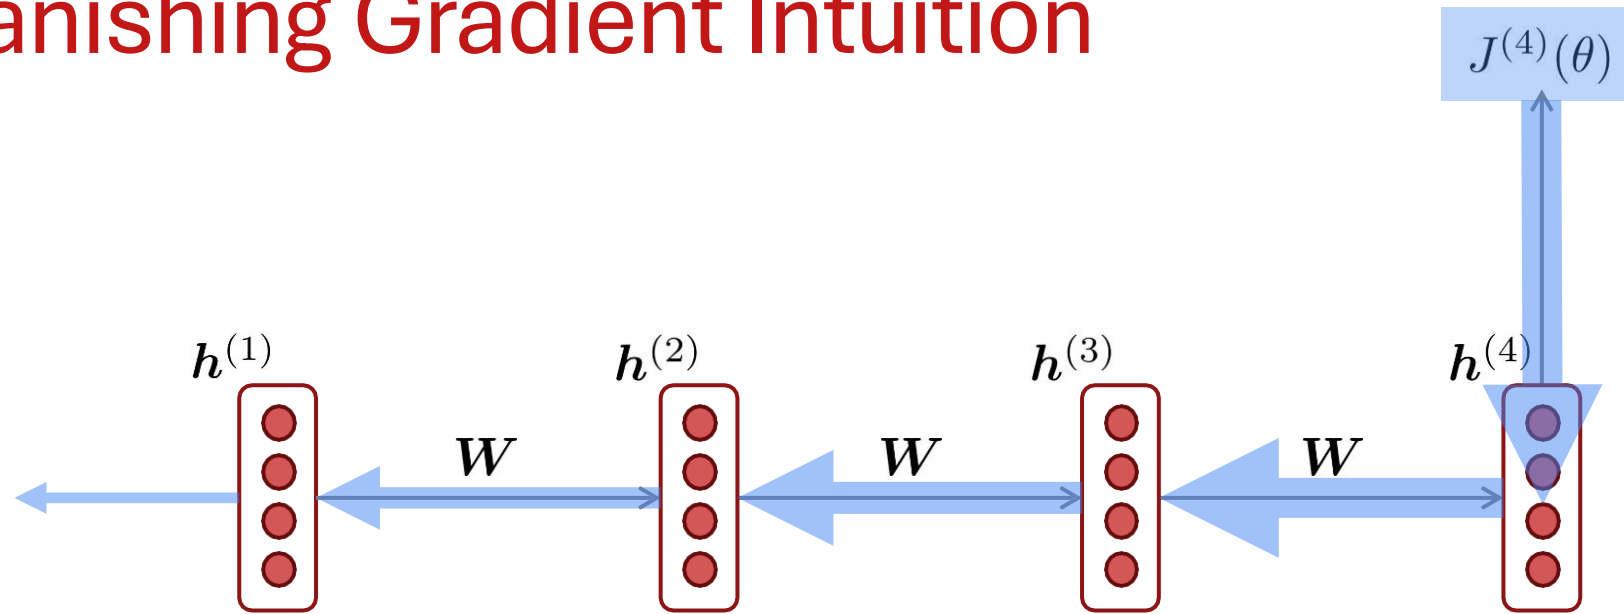 anishing Gradient Intuition
J^{(4)}(θ)
h^{(1)} h^{(2)} h^{(3)} h^{(4)}
W W W